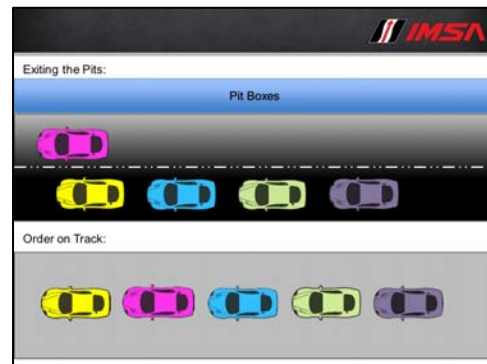 IMSA
Exiting the Pits:
Pit Boxes
Order on Track: